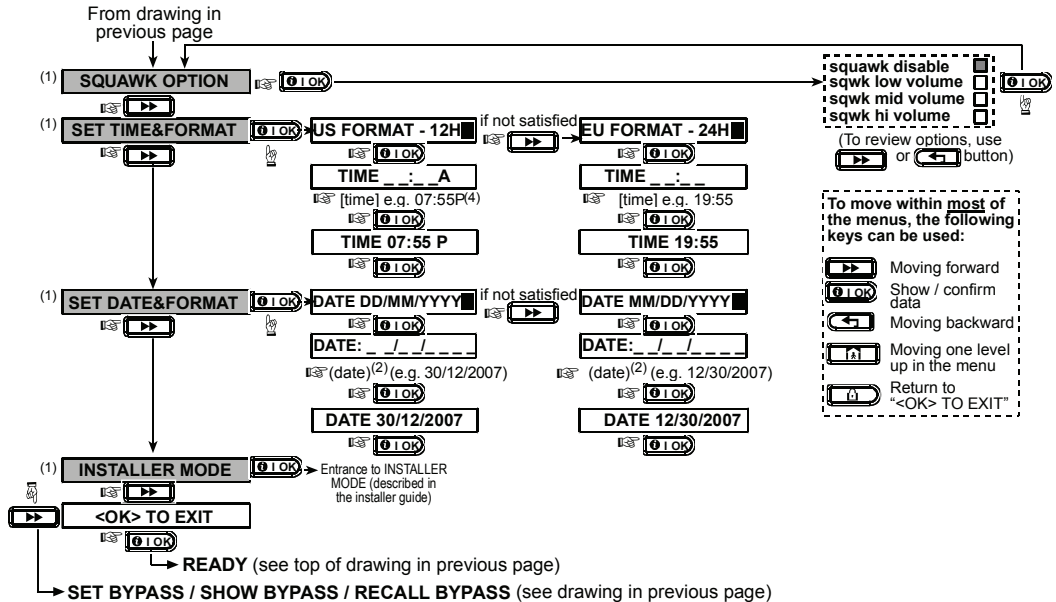 From drawing in
previous page
(1) SQUAWK OPTION
I OK
squawk disable
sqwk low volume
sqwk mid volume
sqwk hi volume
I OK
(To review options, use
or button)
(1) SET TIME&FORMAT
I OK
US FORMAT - 12H
if not satisfied
EU FORMAT - 24H
I OK
I OK
TIME _ _:_ _A
TIME _ _:_ _
[time] e.g. 07:55P(4)
[time] e.g. 19:55
I OK
I OK
TIME 07:55 P
TIME 19:55
I OK
I OK
(1) SET DATE&FORMAT
I OK
DATE DD/MM/YYYY
if not satisfied
DATE MM/DD/YYYY
I OK
I OK
DATE: _ _/_ _/_ _ _ _
DATE:_ _/_ _/_ _ _ _
(date)(2) (e.g. 30/12/2007)
(date)(2) (e.g. 12/30/2007)
I OK
I OK
DATE 30/12/2007
DATE 12/30/2007
I OK
I OK
To move within most of
the menus, the following
keys can be used:
Moving forward
I OK
Show / confirm
data
Moving backward
Moving one level
up in the menu
Return to
“<OK> TO EXIT”
(1) INSTALLER MODE
I OK
Entrance to INSTALLER
MODE (described in
the installer guide)
<OK> TO EXIT
I OK
READY (see top of drawing in previous page)
SET BYPASS / SHOW BYPASS / RECALL BYPASS (see drawing in previous page)